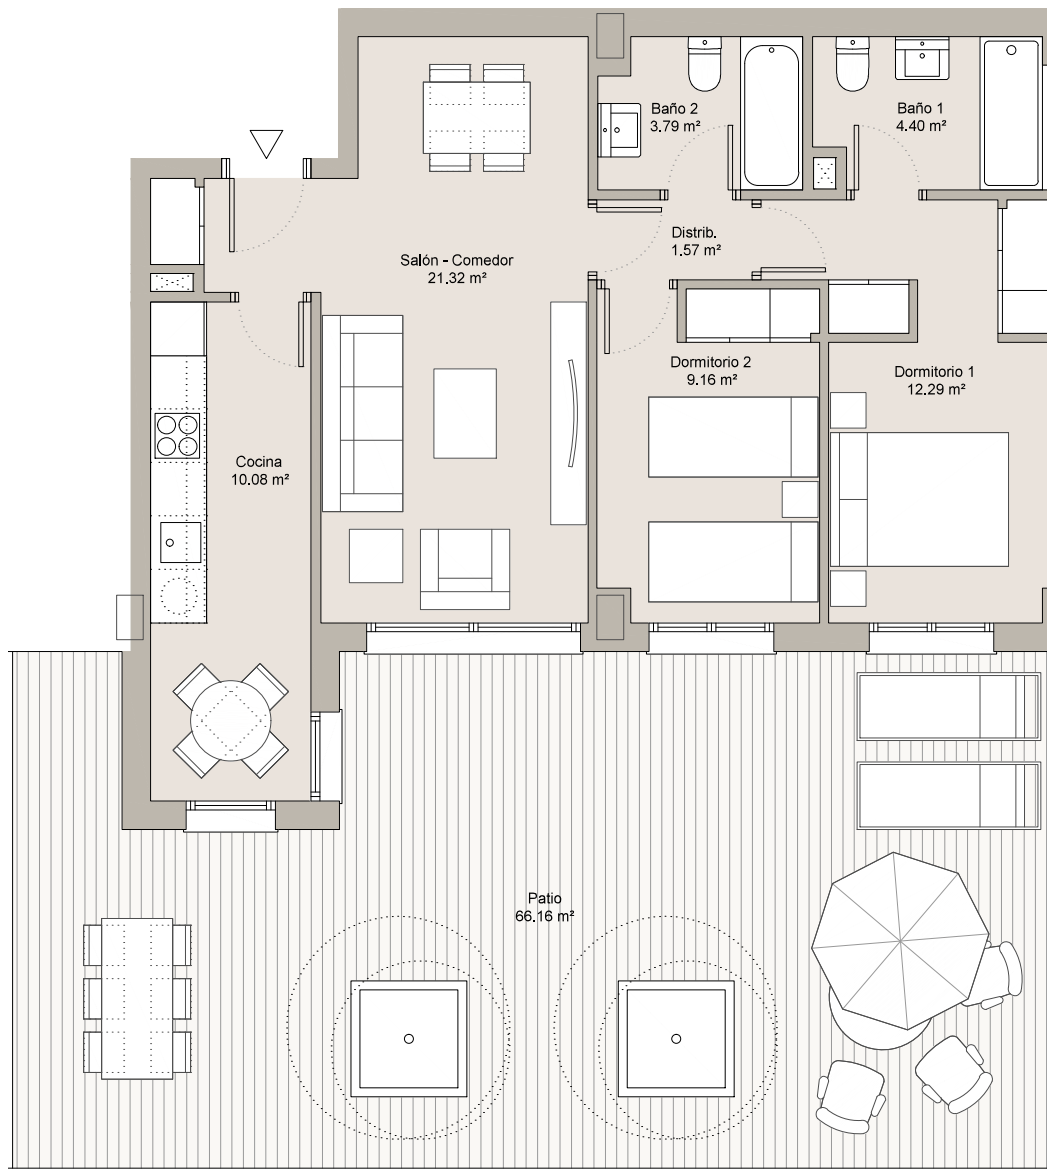 Baño 2
3.79 m²
Baño 1
4.40 m²
Distrib.
1.57 m²
Salón - Comedor
21.32 m²
Dormitorio 2
9.16 m²
Dormitorio 1
12.29 m²
Cocina
10.08 m²
Patio
66.16 m²